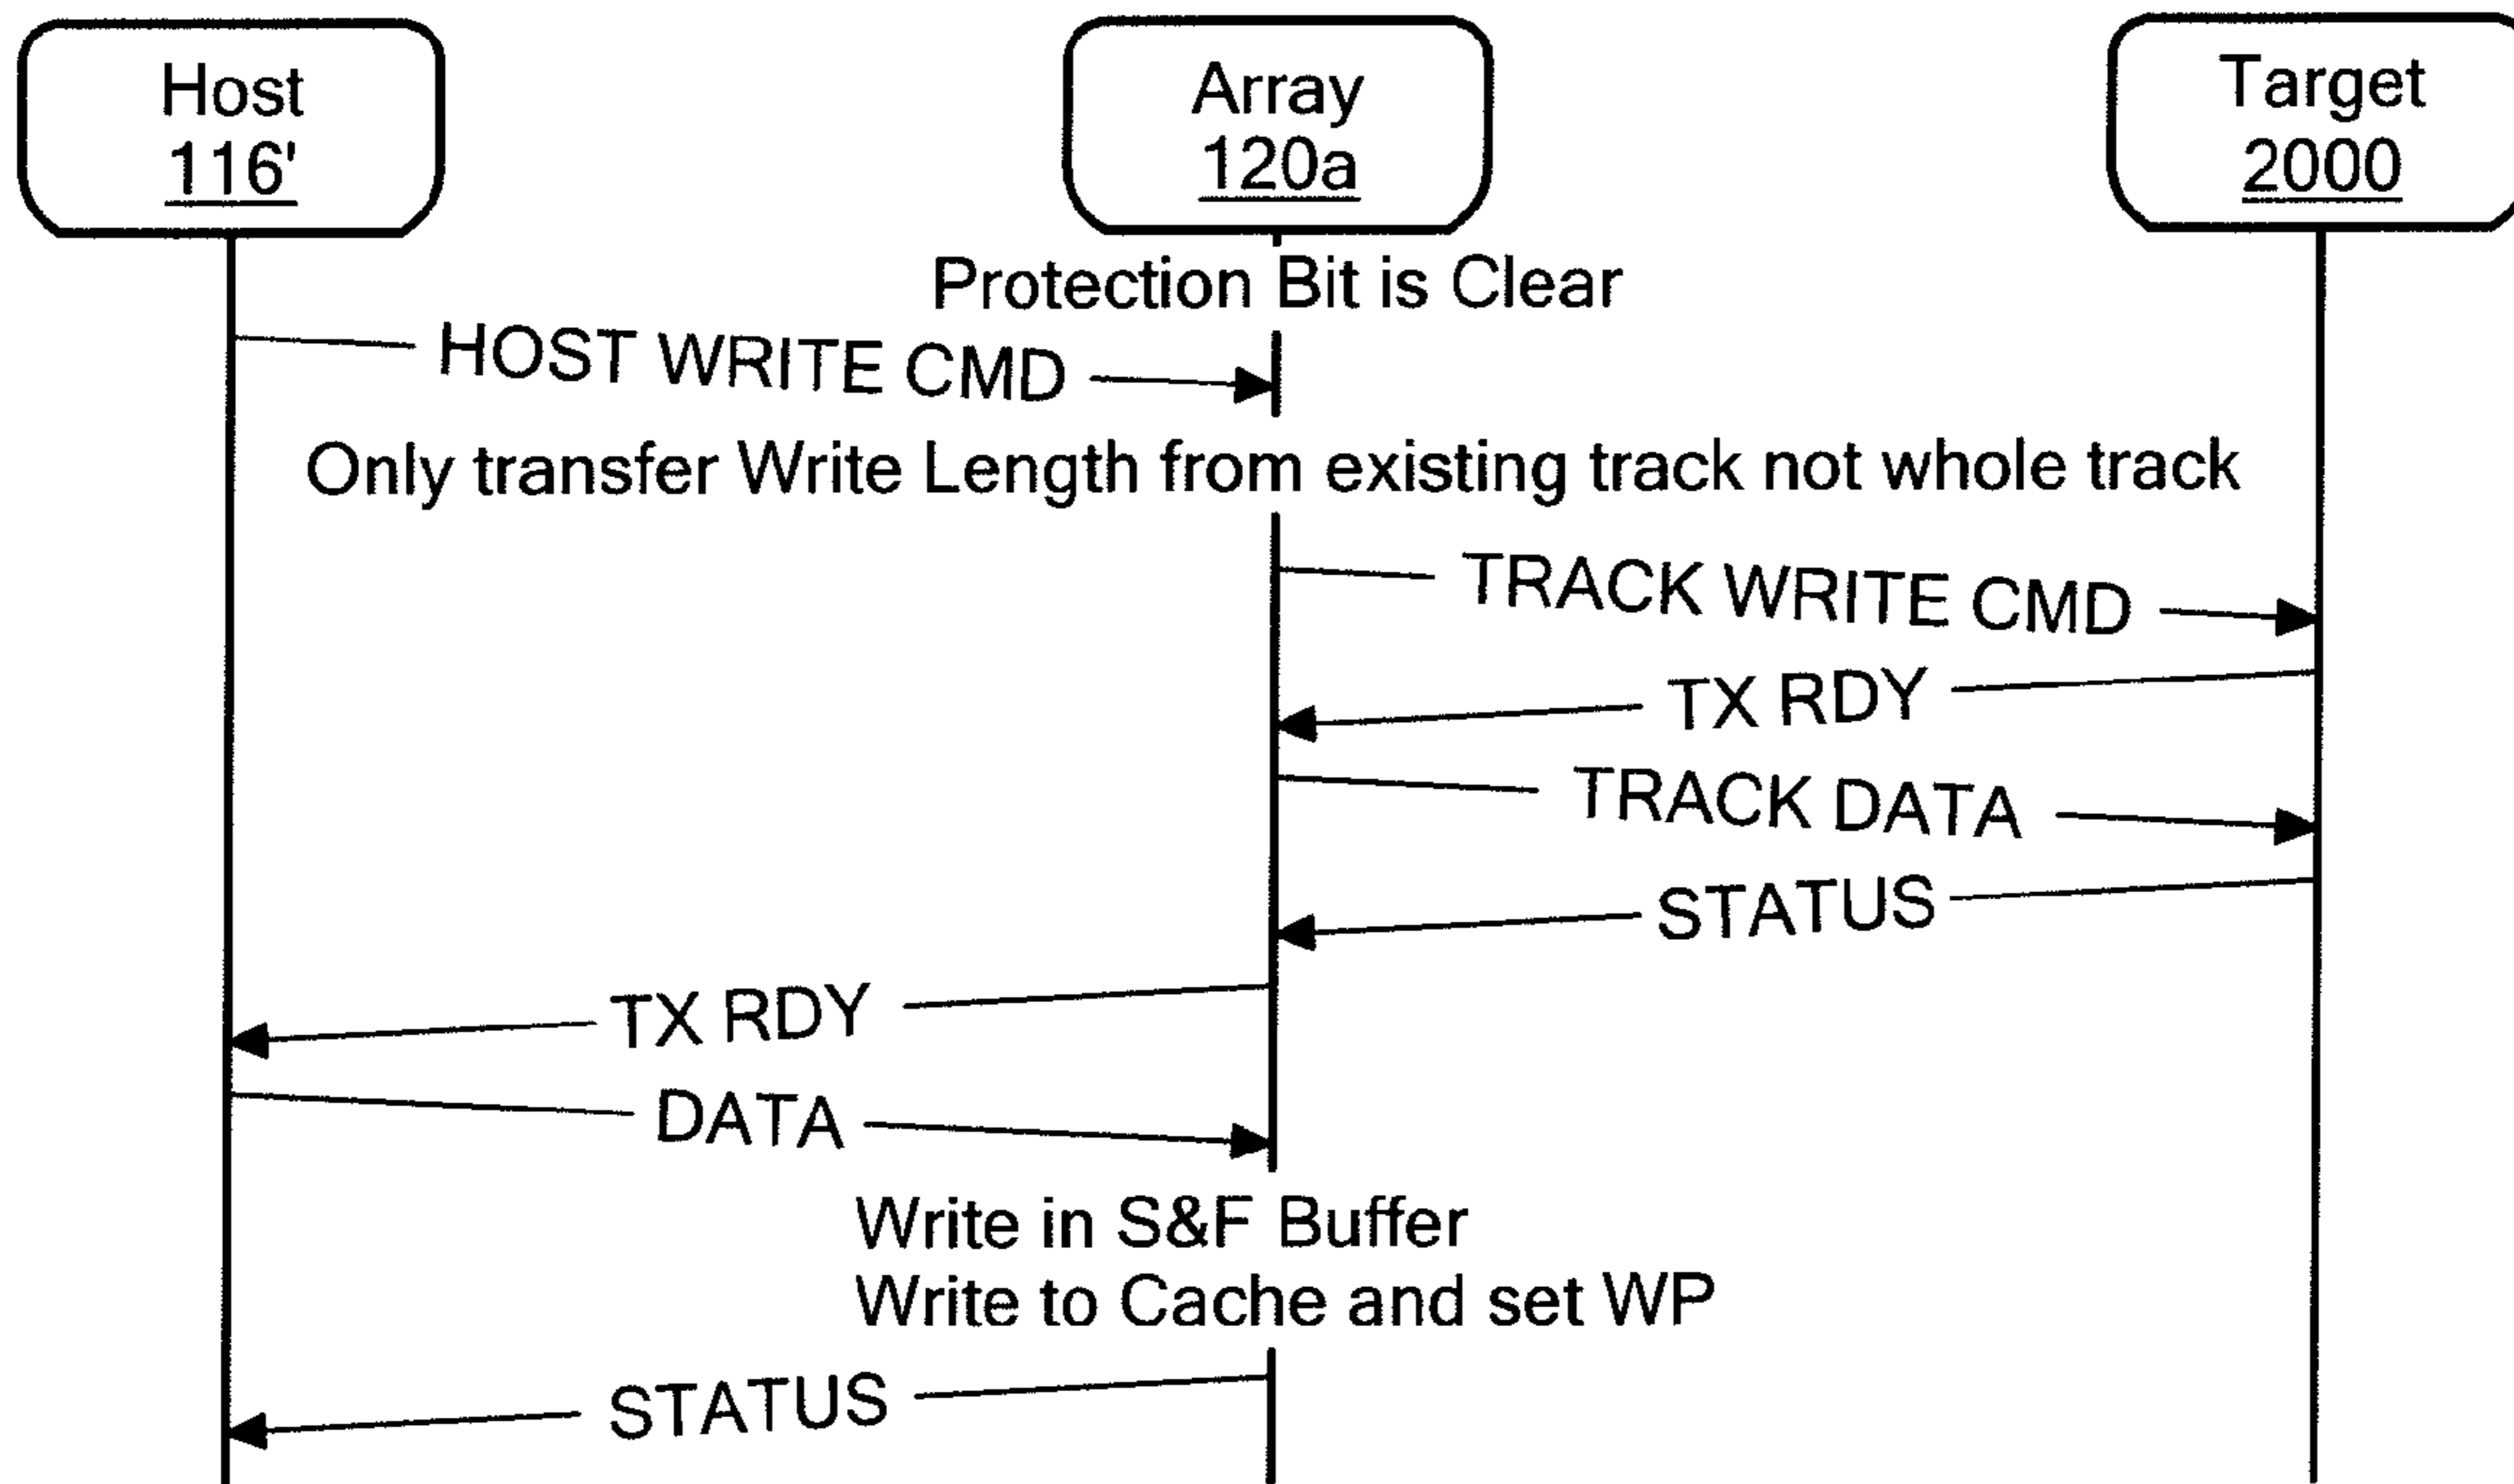 Host
116'
Array
120a
Target
2000
Protection Bit is Clear
HOST WRITE CMD
Only transfer Write Length from existing track not whole track
TRACK WRITE CMD
TX RDY
TRACK DATA
STATUS
TX RDY
DATA
Write in S&F Buffer
Write to Cache and set WP
STATUS